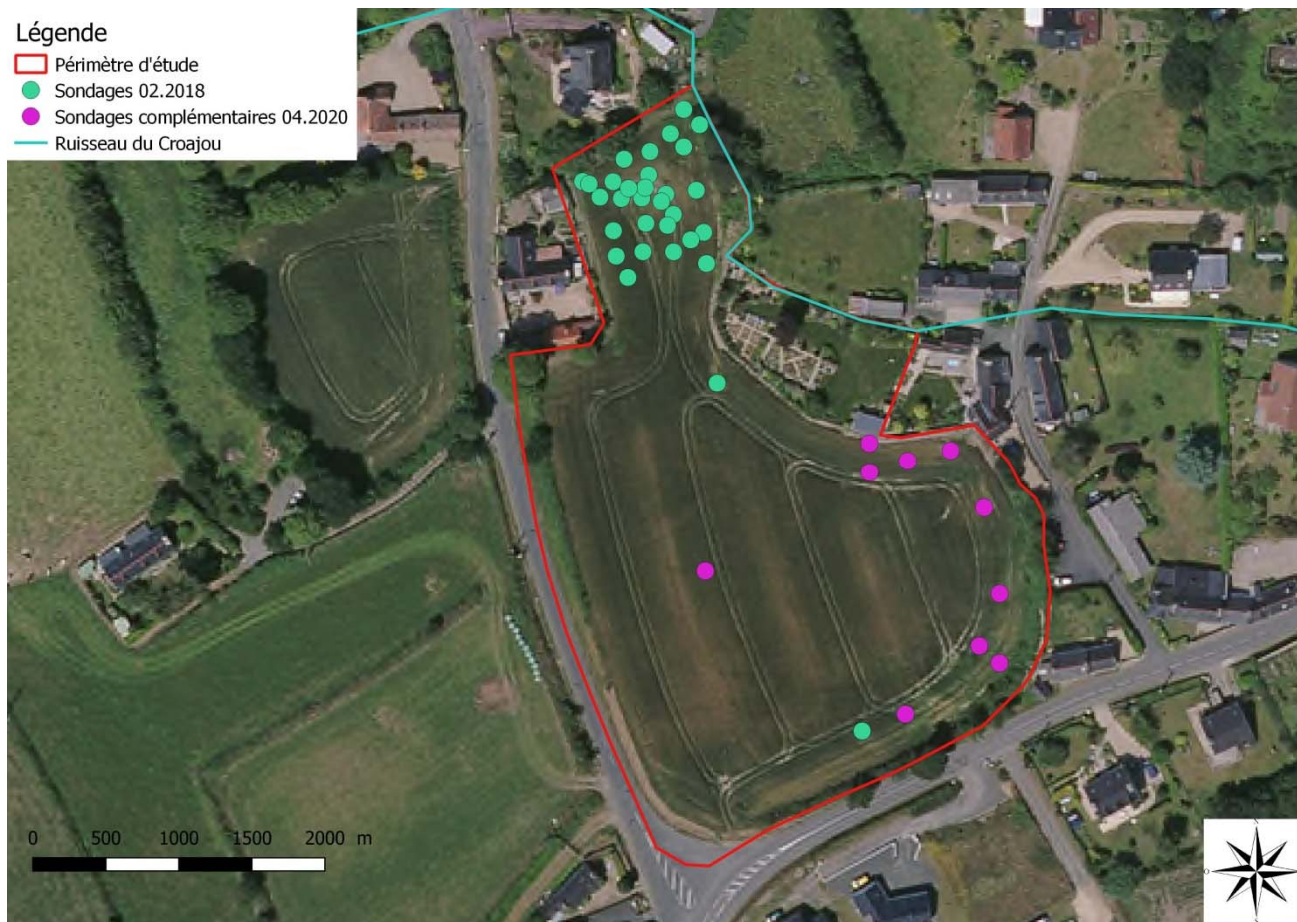 Légende
Périmètre d'étude
Sondages 02.2018
Sondages complémentaires 04.2020
Ruisseau du Croajou
0 500 1000 1500 2000 m
N
O